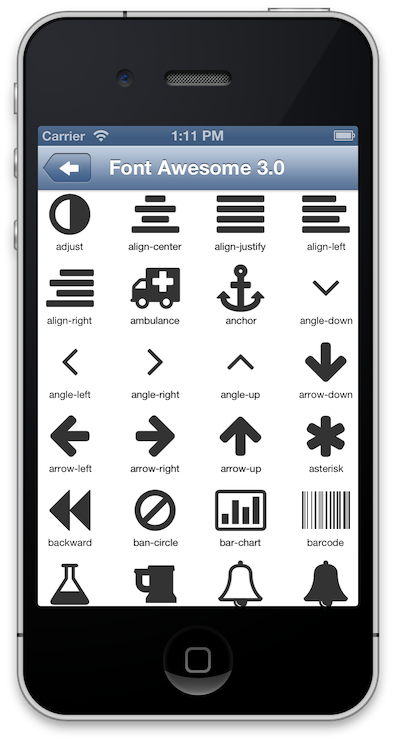 Carrier 1:11 PM
Font Awesome 3.0
adjust align-center align-justify align-left
align-right ambulance anchor angle-down
angle-left angle-right angle-up arrow-down
arrow-left arrow-right arrow-up asterisk
backward ban-circle bar-chart barcode